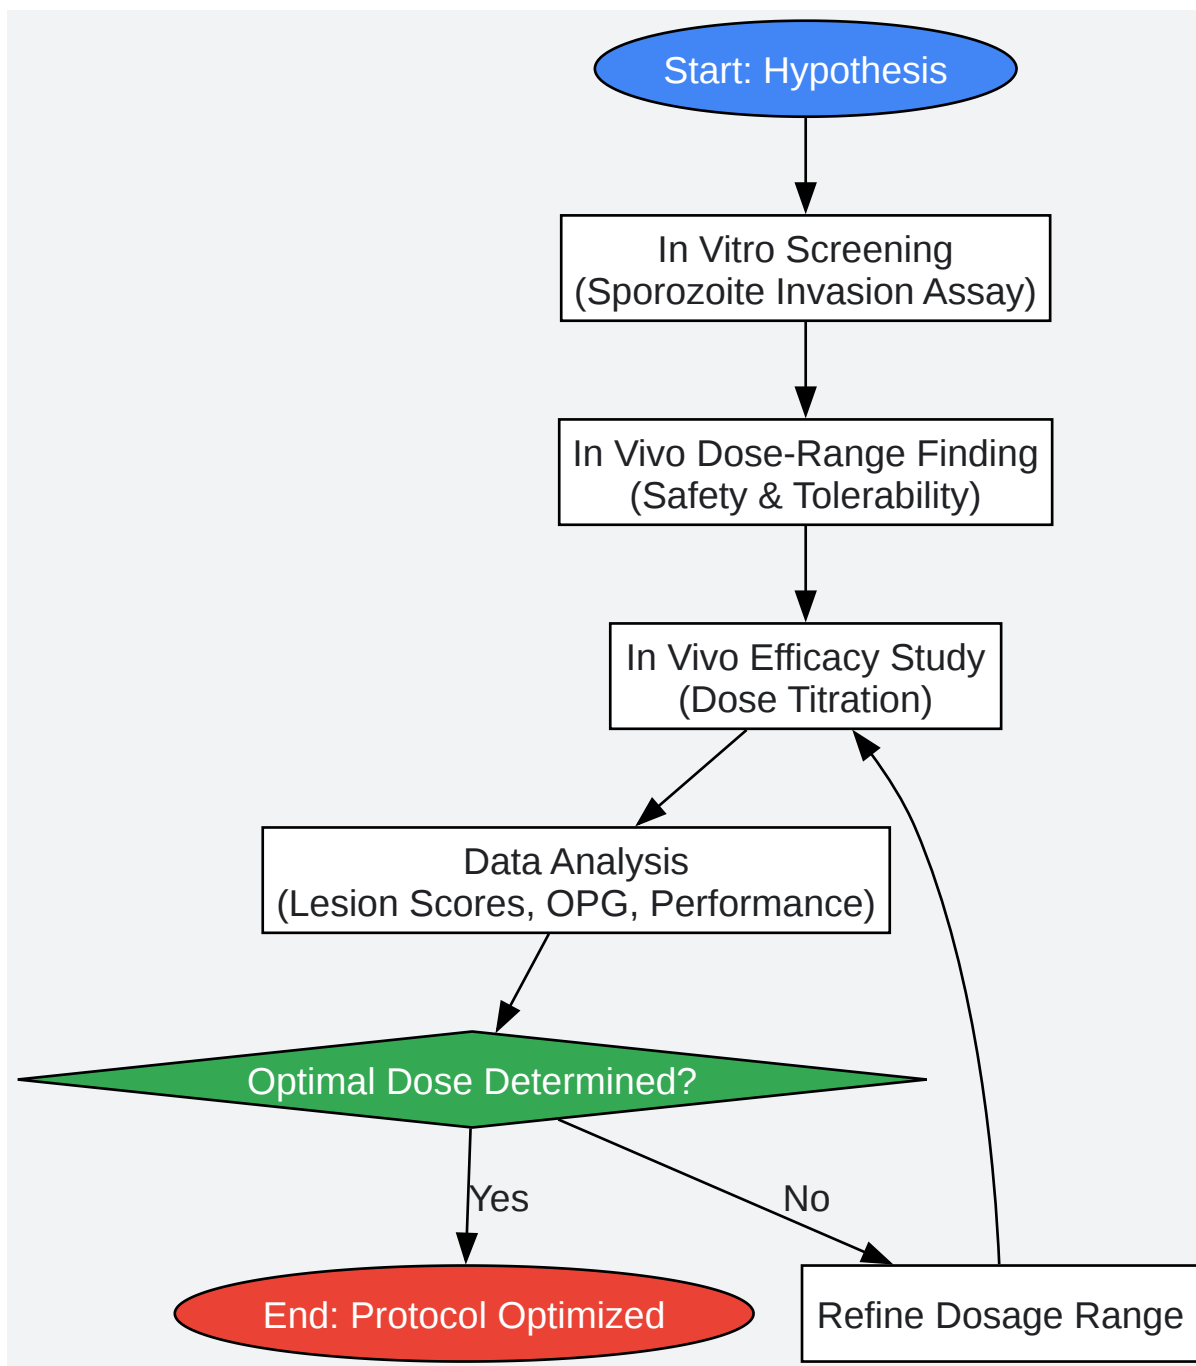 Start: Hypothesis
In Vitro Screening
(Sporozoite Invasion Assay)
In Vivo Dose-Range Finding
(Safety & Tolerability)
In Vivo Efficacy Study
(Dose Titration)
Data Analysis
(Lesion Scores, OPG, Performance)
Optimal Dose Determined?
Yes
No
End: Protocol Optimized
Refine Dosage Range